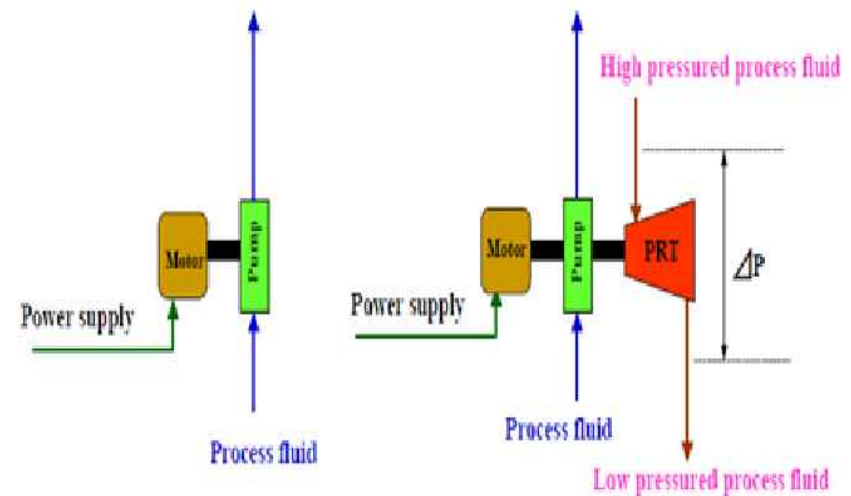 Motor
Pump
Power supply
Process fluid
High pressured process fluid
Motor
Pump
PRT
⊿P
Power supply
Process fluid
Low pressured process fluid